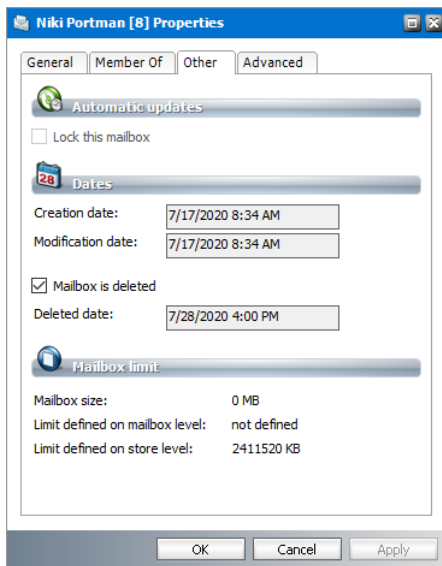 Niki Portman [8] Properties
General Member Of Other Advanced
Automatic updates
Lock this mailbox
28 Dates
Creation date: 7/17/2020 8:34 AM
Modification date: 7/17/2020 8:34 AM
Mailbox is deleted
Deleted date: 7/28/2020 4:00 PM
Mailbox limit
Mailbox size: 0 MB
Limit defined on mailbox level: not defined
Limit defined on store level: 2411520 KB
OK Cancel Apply